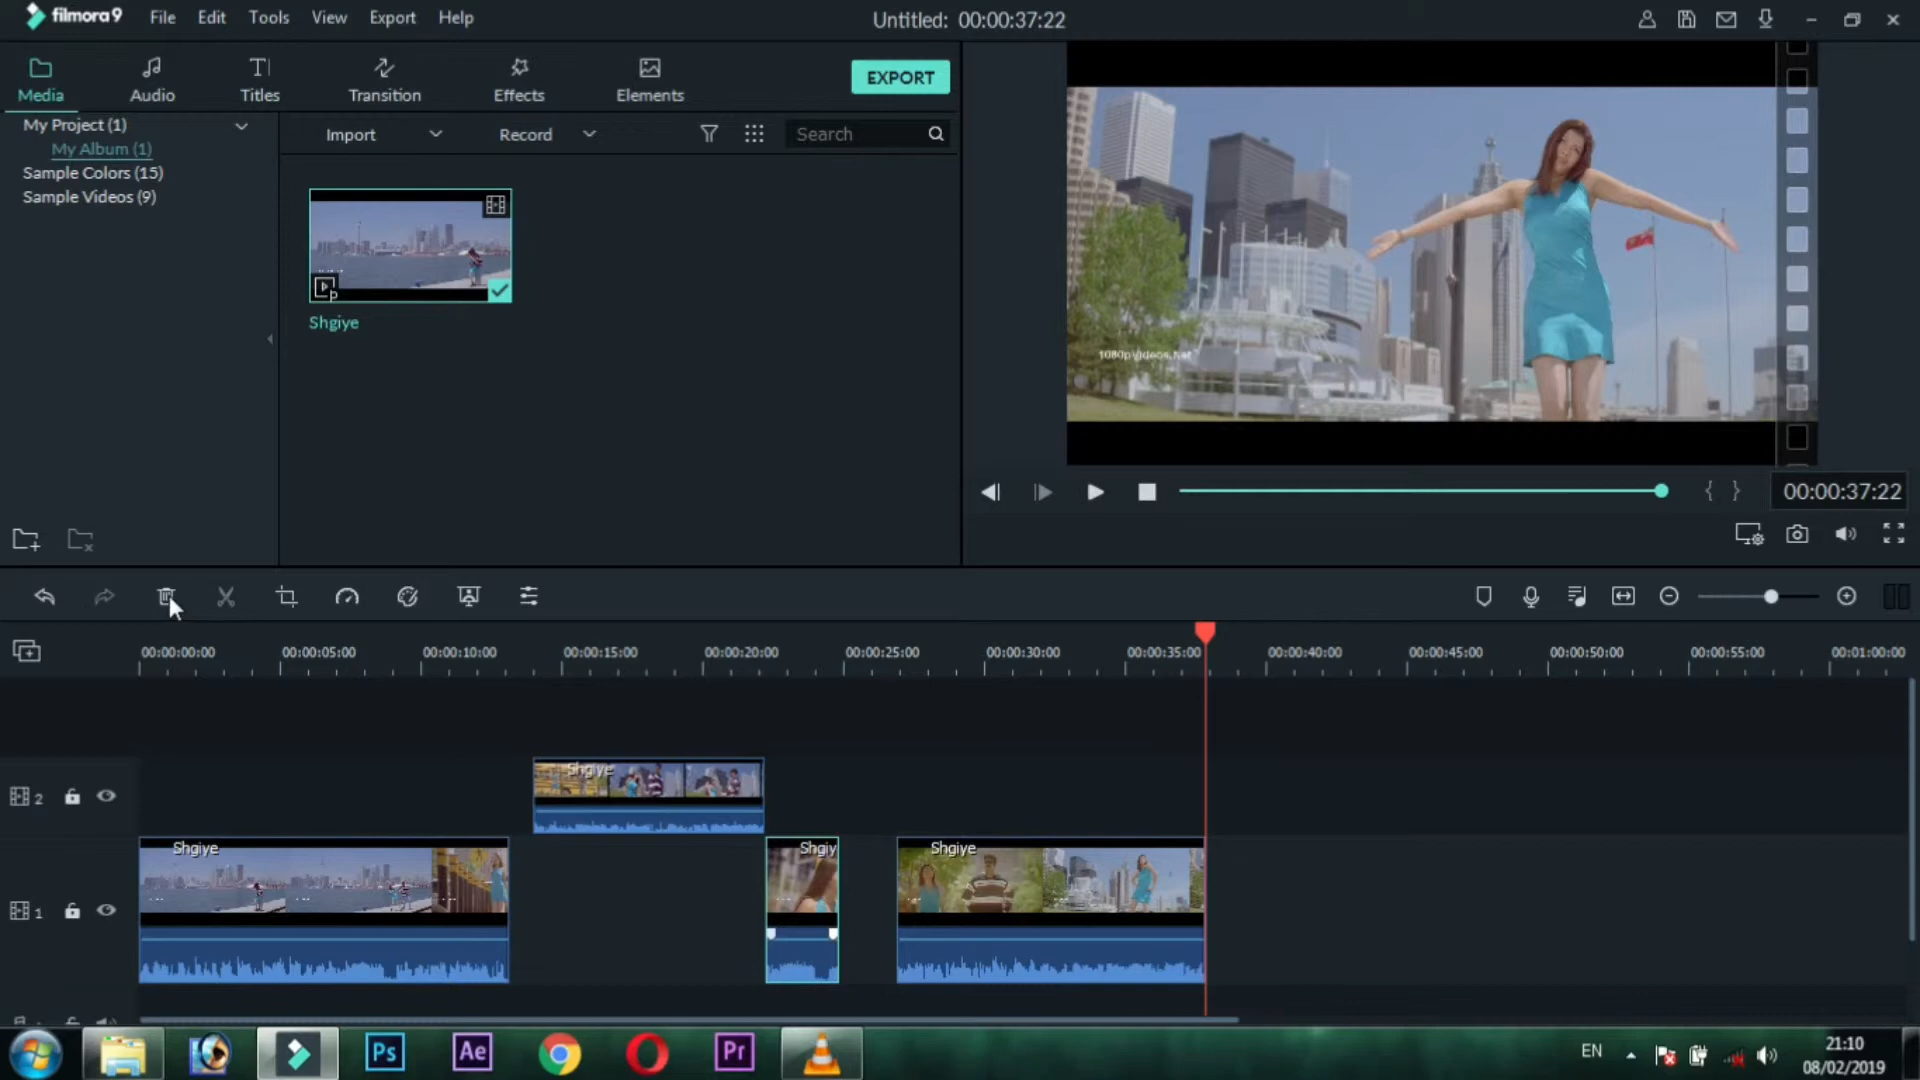 filmora9 File Edit Tools View Export Help
Untitled: 00:00:37:22
Media Audio Titles Transition Effects Elements EXPORT
My Project (1)
My Album (1)
Sample Colors (15)
Sample Videos (9)
Import Record Search
Shgiye
1080pVideos.Net
00:00:37:22
00:00:00:00 00:00:05:00 00:00:10:00 00:00:15:00 00:00:20:00 00:00:25:00 00:00:30:00 00:00:35:00 00:00:40:00 00:00:45:00 00:00:50:00 00:00:55:00 00:01:00:00
2 Shgiye
1 Shgiye Shgiy Shgiye
Ps Ae Pr
EN 21:10
08/02/2019